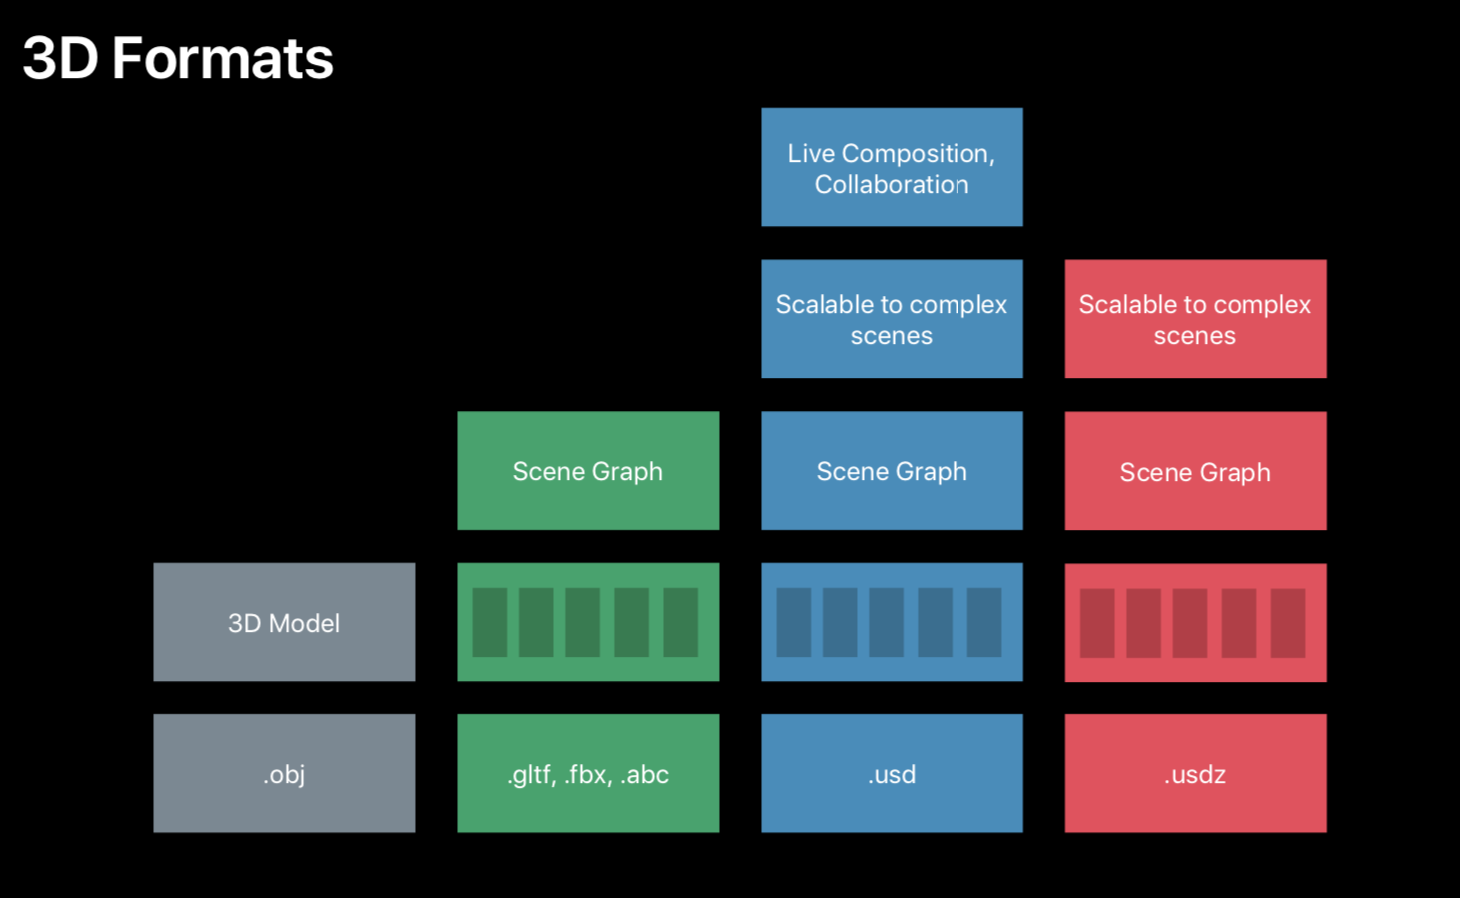 3D Formats
Live Composition,
Collaboration
Scalable to complex
scenes
Scalable to complex
scenes
Scene Graph
Scene Graph
Scene Graph
3D Model
.obj
.gltf, .fbx, .abc
.usd
.usdz